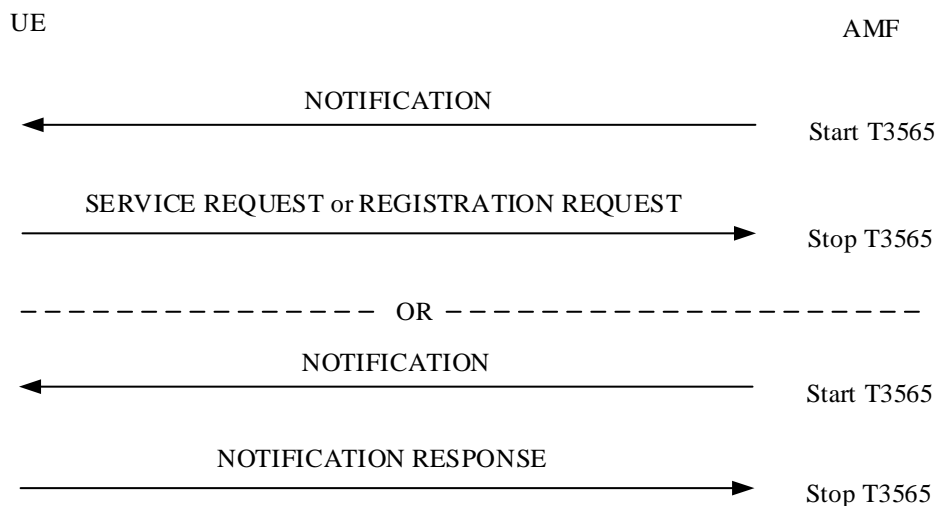 UE
AMF
NOTIFICATION
Start T3565
SERVICE REQUEST or REGISTRATION REQUEST
Stop T3565
OR
NOTIFICATION
Start T3565
NOTIFICATION RESPONSE
Stop T3565